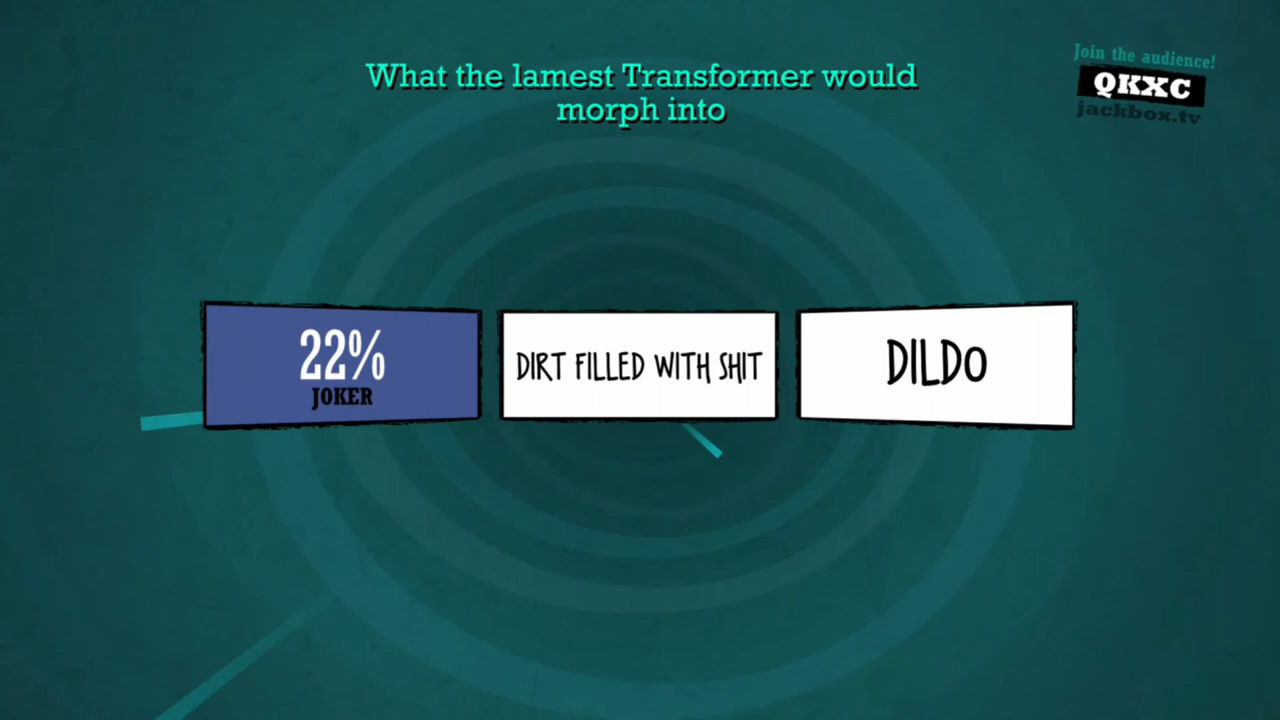 What the lamest Transformer would
morph into
Join the audience!
QKXC
jackbox.tv
22%
JOKER
DIRT FILLED WITH SHIT
DILDO